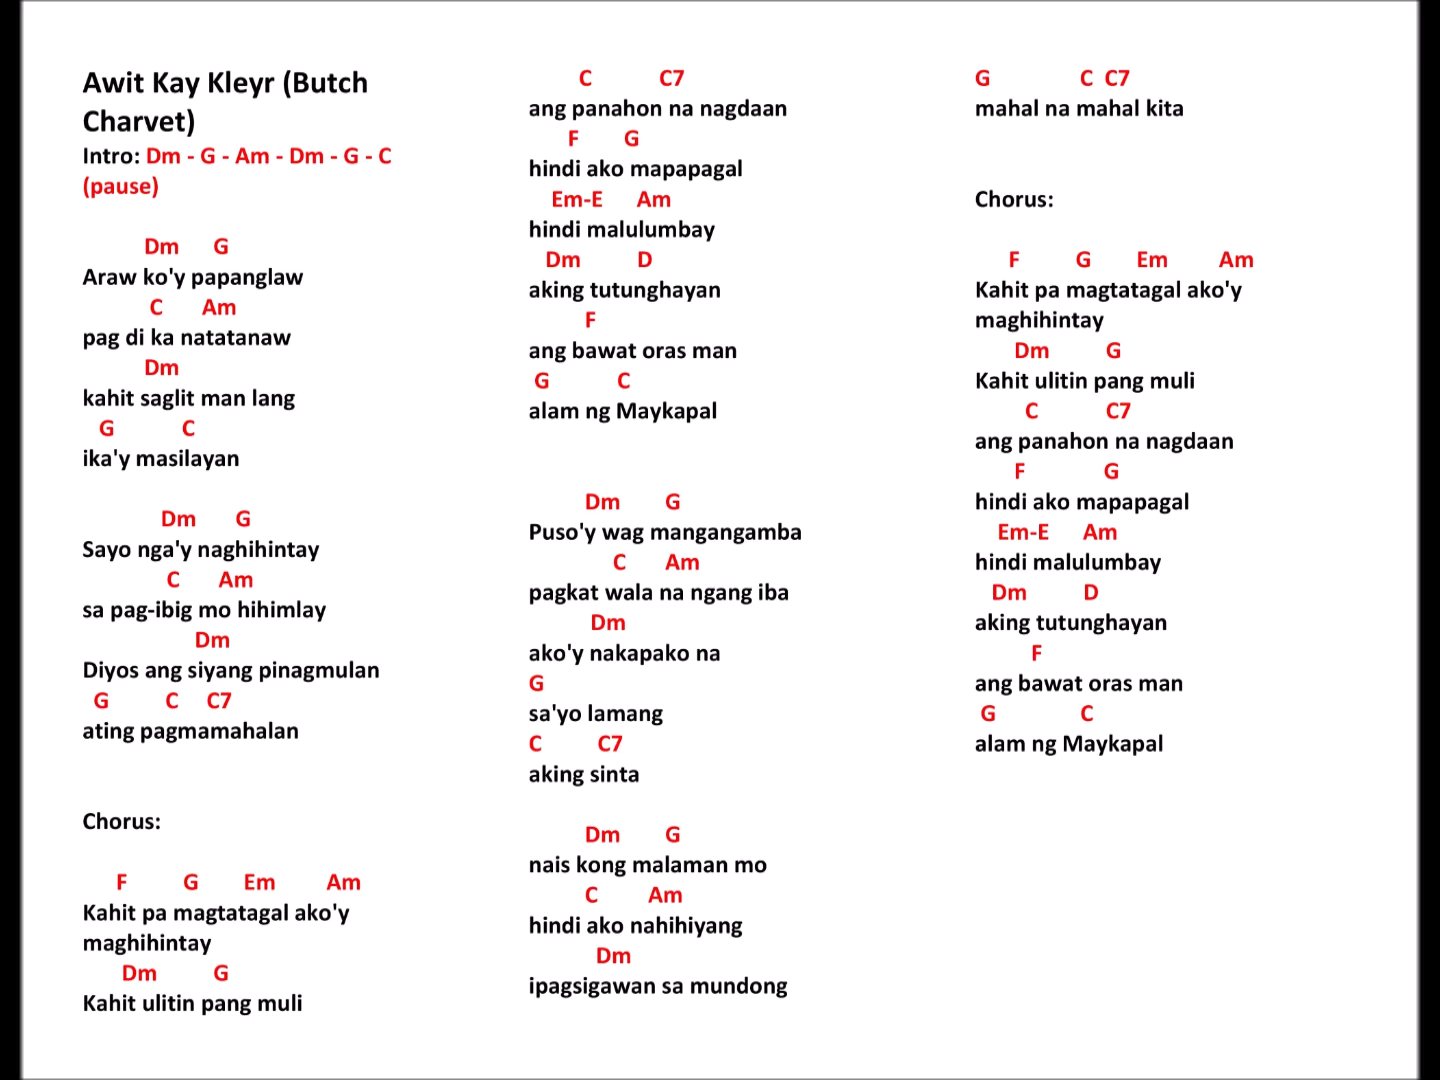 Awit Kay Kleyr (Butch
Charvet)
Intro: Dm - G - Am - Dm - G - C
(pause)
Dm G
Araw ko'y papanglaw
C Am
pag di ka natatanaw
Dm
kahit saglit man lang
G C
ika'y masilayan
Dm G
Sayo nga'y naghihintay
C Am
sa pag-ibig mo hihimlay
Dm
Diyos ang siyang pinagmulan
G C C7
ating pagmamahalan
Chorus:
F G Em Am
Kahit pa magtatagal ako'y
maghihintay
Dm G
Kahit ulitin pang muli
C C7
ang panahon na nagdaan
F G
hindi ako mapapagal
Em-E Am
hindi malulumbay
Dm D
aking tutunghayan
F
ang bawat oras man
G C
alam ng Maykapal
Dm G
Puso'y wag mangangamba
C Am
pagkat wala na ngang iba
Dm
ako'y nakapako na
G
sa'yo lamang
C C7
aking sinta
Dm G
nais kong malaman mo
C Am
hindi ako nahihiyang
Dm
ipagsigawan sa mundong
G C C7
mahal na mahal kita
Chorus:
F G Em Am
Kahit pa magtatagal ako'y
maghihintay
Dm G
Kahit ulitin pang muli
C C7
ang panahon na nagdaan
F G
hindi ako mapapagal
Em-E Am
hindi malulumbay
Dm D
aking tutunghayan
F
ang bawat oras man
G C
alam ng Maykapal